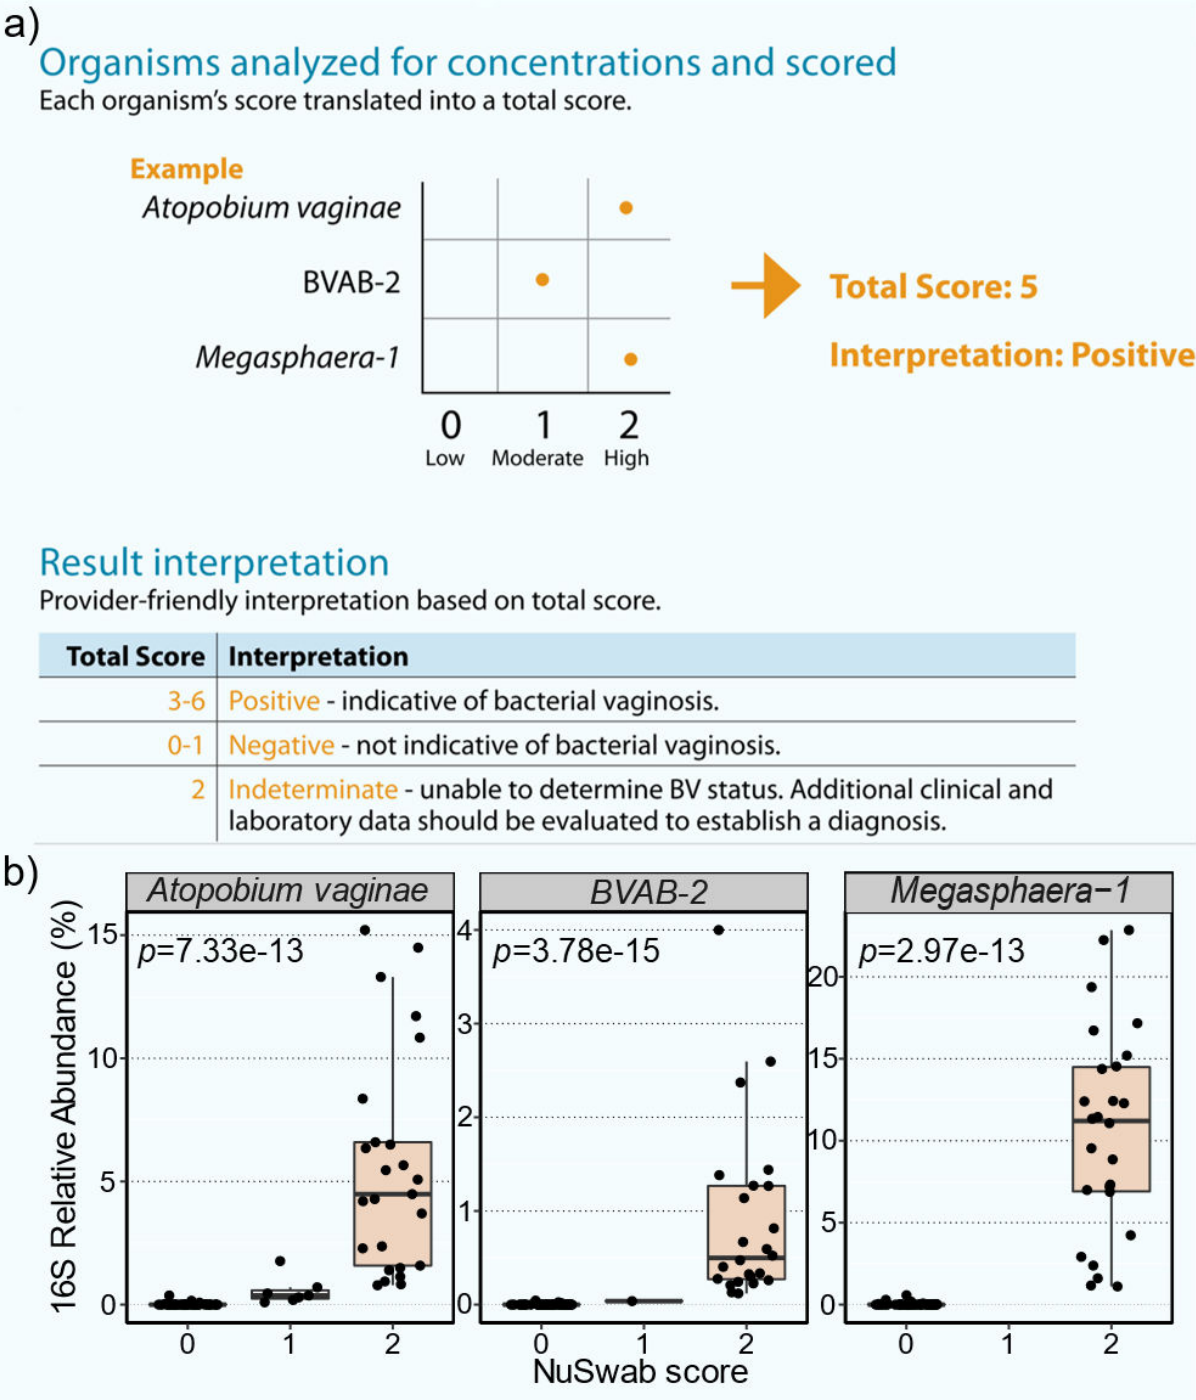 a)
Organisms analyzed for concentrations and scored
Each organism's score translated into a total score.
Example
Atopobium vaginae
BVAB-2
Megasphaera-1
0 1 2
Low Moderate High
Total Score: 5
Interpretation: Positive
Result interpretation
Provider-friendly interpretation based on total score.
Total Score Interpretation
3-6 Positive - indicative of bacterial vaginosis.
0-1 Negative - not indicative of bacterial vaginosis.
2 Indeterminate - unable to determine BV status. Additional clinical and
laboratory data should be evaluated to establish a diagnosis.
b)
16S Relative Abundance (%)
Atopobium vaginae
p=7.33e-13
15
10
5
0
0 1 2
BVAB-2
p=3.78e-15
4
3
2
1
0
0 1 2
Megasphaera−1
p=2.97e-13
20
15
10
5
0
0 1 2
NuSwab score